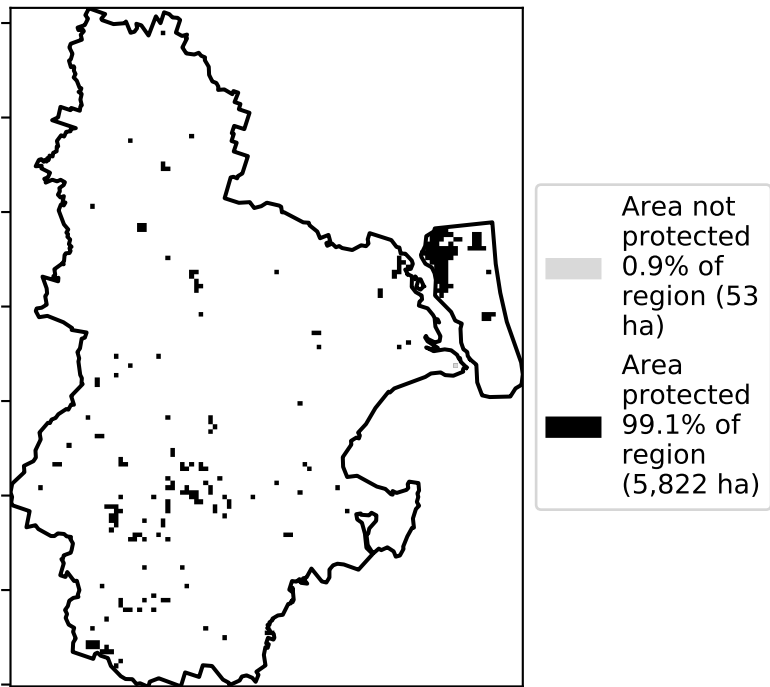 Area not
protected
0.9% of
region (53
ha)
Area
protected
99.1% of
region
(5,822 ha)